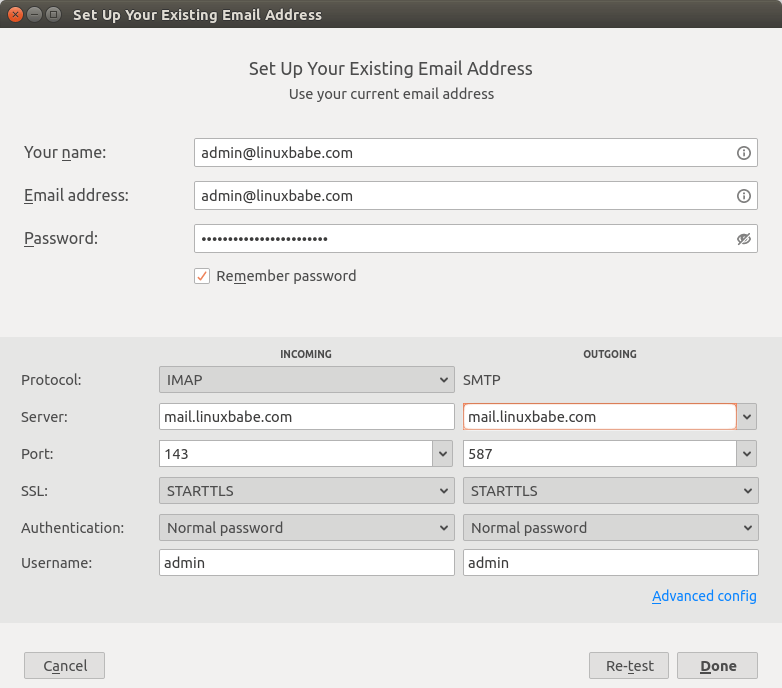 Set Up Your Existing Email Address
Set Up Your Existing Email Address
Use your current email address
Your name: admin@linuxbabe.com
Email address: admin@linuxbabe.com
Password: ••••••••••••••••••••••••
Remember password
INCOMING OUTGOING
Protocol: IMAP SMTP
Server: mail.linuxbabe.com mail.linuxbabe.com
Port: 143 587
SSL: STARTTLS STARTTLS
Authentication: Normal password Normal password
Username: admin admin
Advanced config
Cancel Re-test Done